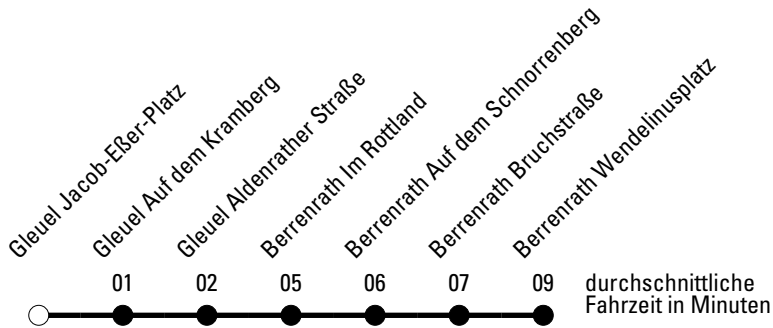 Gleuel Jacob-Eßer-Platz
Gleuel Auf dem Kramberg
Gleuel Aldenrather Straße
Berrenrath Im Rottland
Berrenrath Auf dem Schnorrenberg
Berrenrath Bruchstraße
Berrenrath Wendelinusplatz
01 02 05 06 07 09
durchschnittliche
Fahrzeit in Minuten